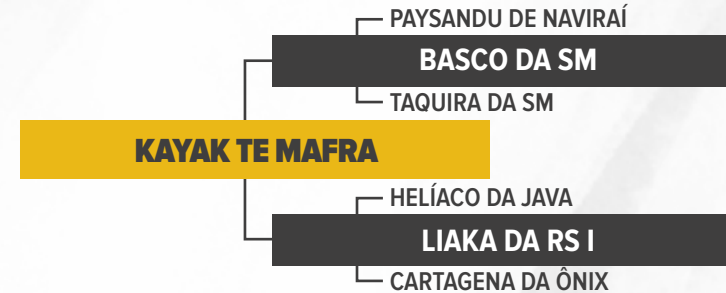 PAYSANDU DE NAVIRAÍ
BASCO DA SM
TAQUIRA DA SM
KAYAK TE MAFRA
HELÍACO DA JAVA
LIAKA DA RS I
CARTAGENA DA ÔNIX